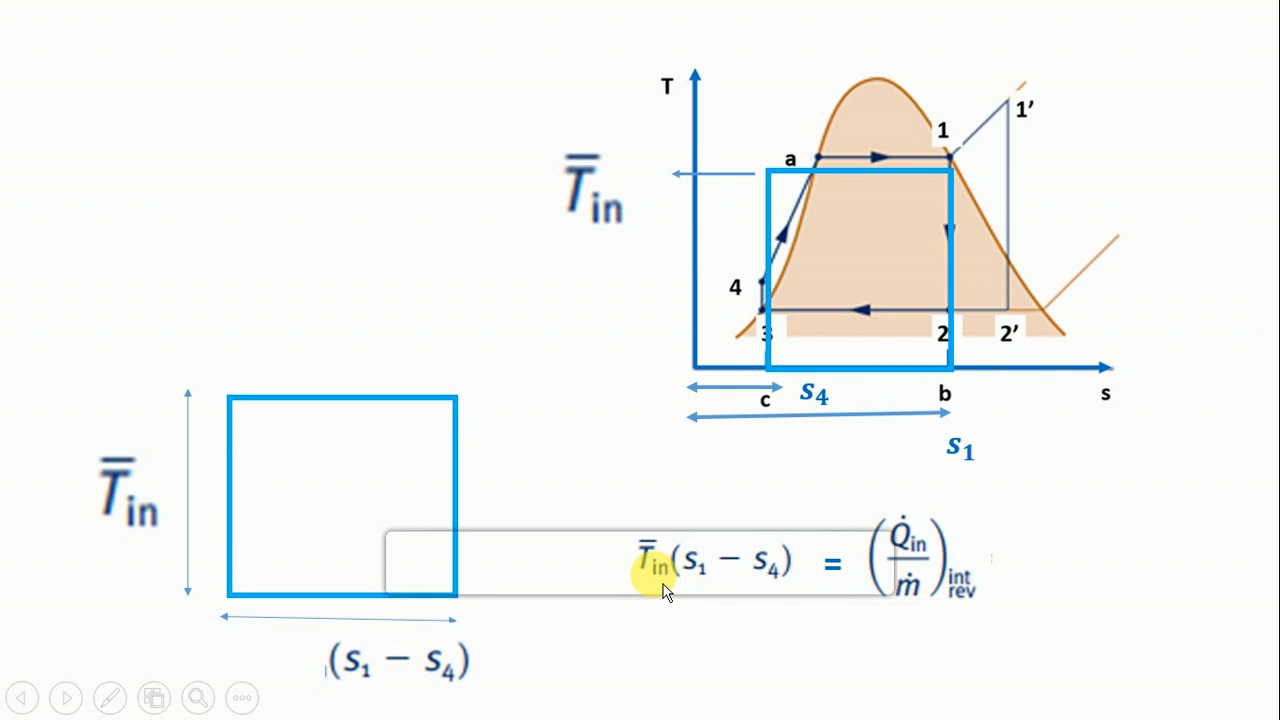 T
1
1′
a
T̿in
4
3
2
2′
c
s4
b
s
s1
T̿in
T̿in(s1 − s4) = (Q̇in/ṁ)int rev
(s1 − s4)